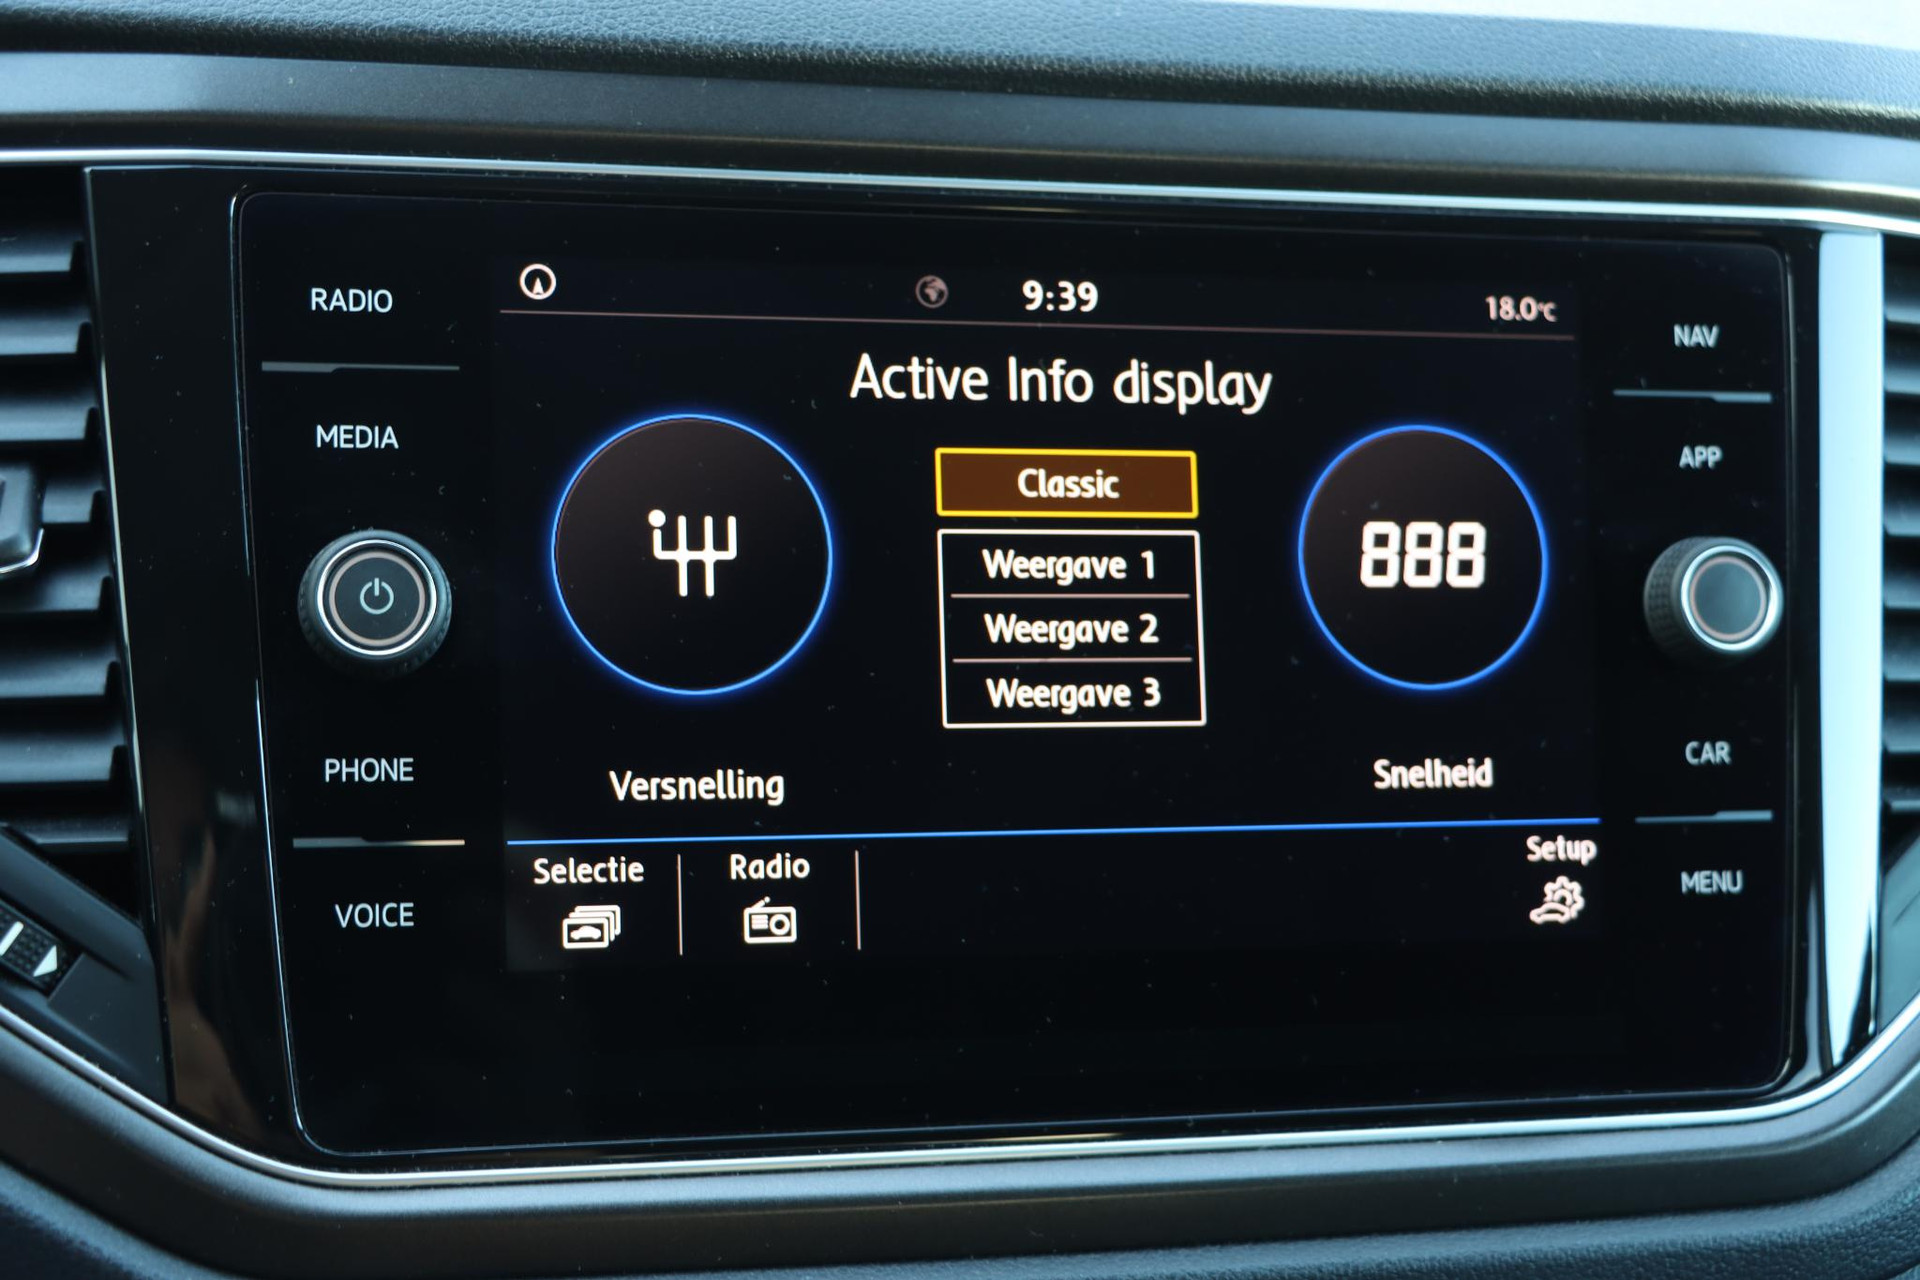 RADIO
MEDIA
PHONE
VOICE
9:39
18.0°C
Active Info display
Classic
Weergave 1
Weergave 2
Weergave 3
888
Versnelling
Snelheid
Selectie
Radio
Setup
NAV
APP
CAR
MENU